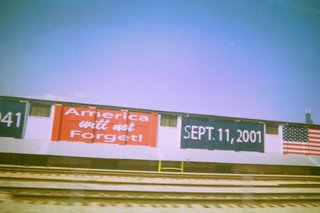 41
America
will not
Forget!
SEPT. 11, 2001